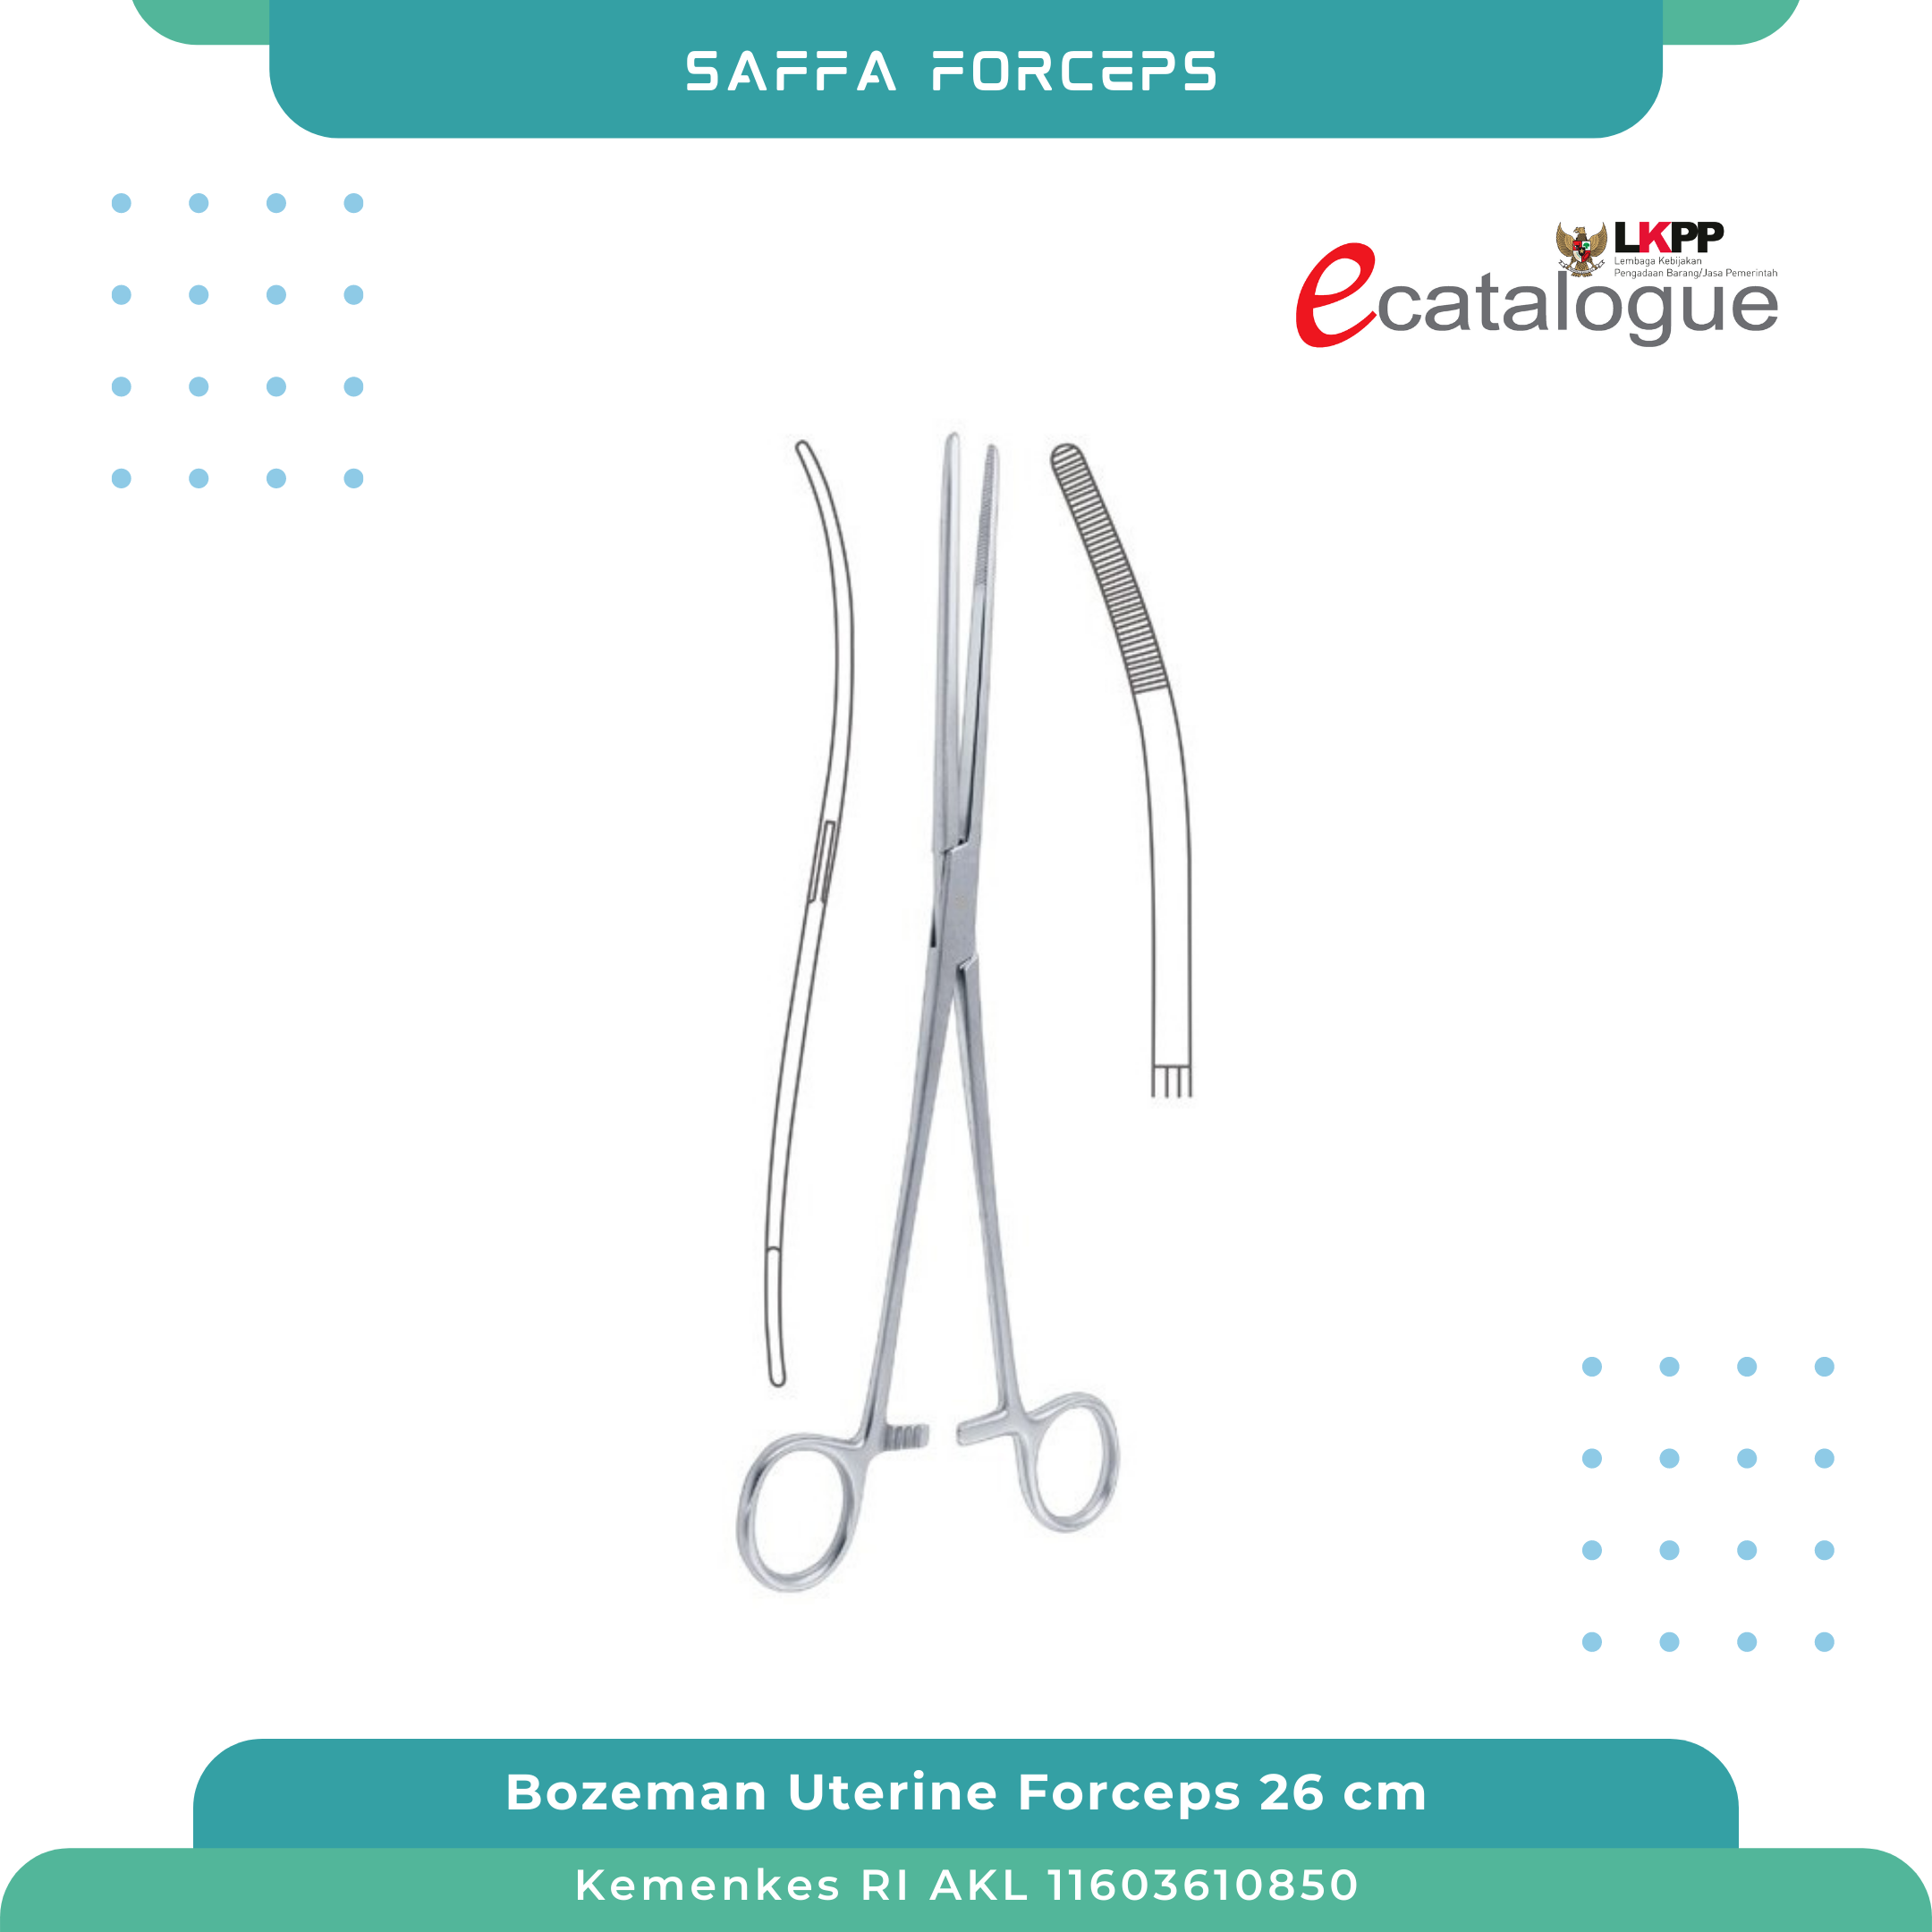 SAFFA FORCEPS
LKPP
Lembaga Kebijakan
Pengadaan Barang/Jasa Pemerintah
ecatalogue
Bozeman Uterine Forceps 26 cm
Kemenkes RI AKL 11603610850